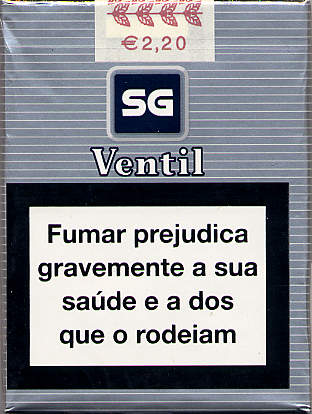 €2,20
SG
Ventil
Fumar prejudica
gravemente a sua
saúde e a dos
que o rodeiam